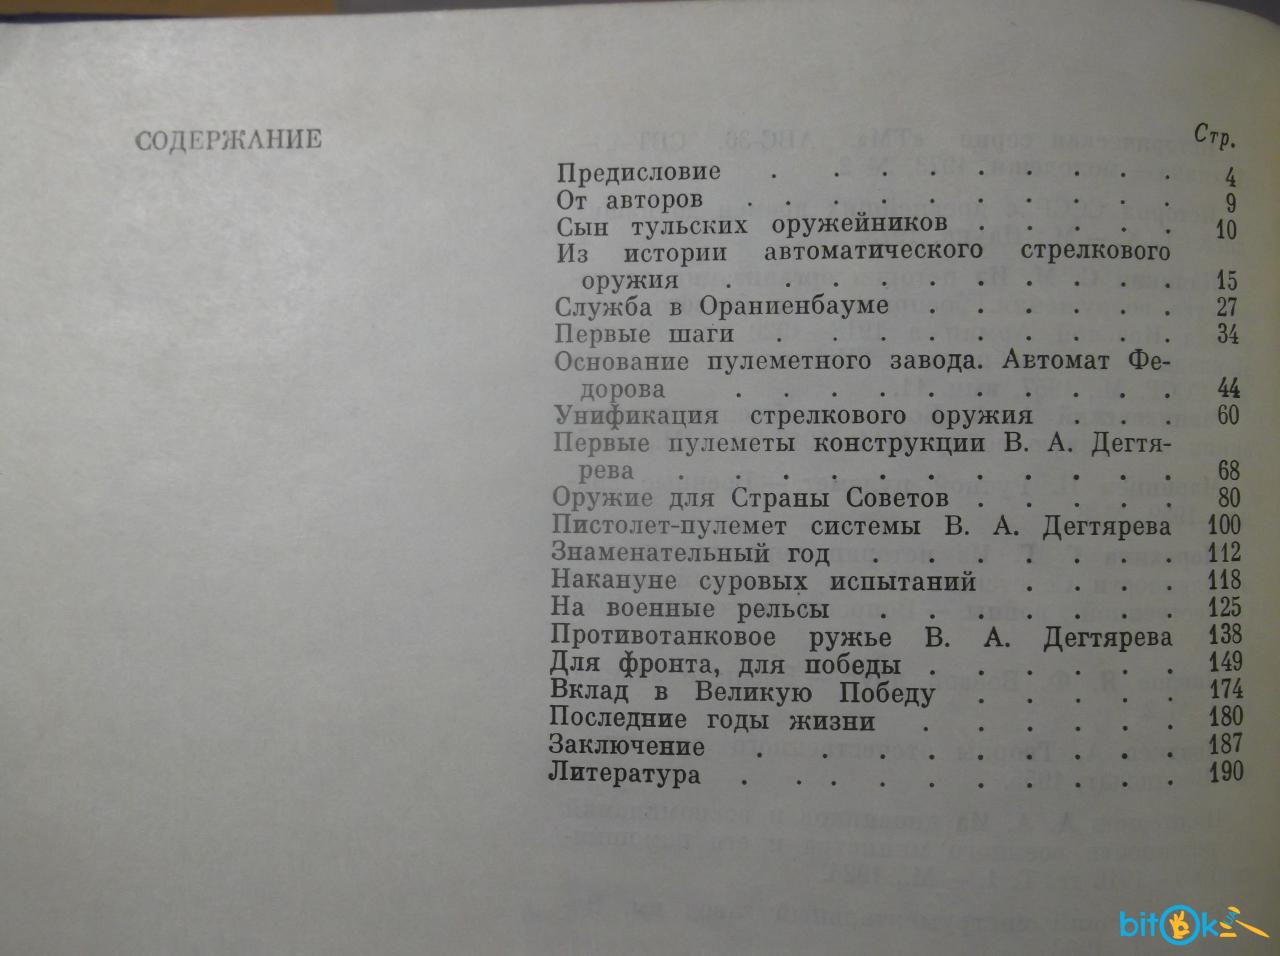 СОДЕРЖАНИЕ
Стр.
Предисловие . . . . . . . . 4
От авторов . . . . . . . . . . 9
Сын тульских оружейников . . . . . 10
Из истории автоматического стрелкового
оружия . . . . . . . . . . 15
Служба в Ораниенбауме . . . . . . 27
Первые шаги . . . . . . . . . . 34
Основание пулеметного завода. Автомат Фе-
дорова . . . . . . . . . . 44
Унификация стрелкового оружия . . . 60
Первые пулеметы конструкции В. А. Дегтя-
рева . . . . . . . . . . . 68
Оружие для Страны Советов . . . . . 80
Пистолет-пулемет системы В. А. Дегтярева 100
Знаменательный год . . . . . . . 112
Накануне суровых испытаний . . . . 118
На военные рельсы . . . . . . . 125
Противотанковое ружье В. А. Дегтярева 138
Для фронта, для победы . . . . . . 149
Вклад в Великую Победу . . . . . 174
Последние годы жизни . . . . . . 180
Заключение . . . . . . . . . 187
Литература . . . . . . . . . . 190